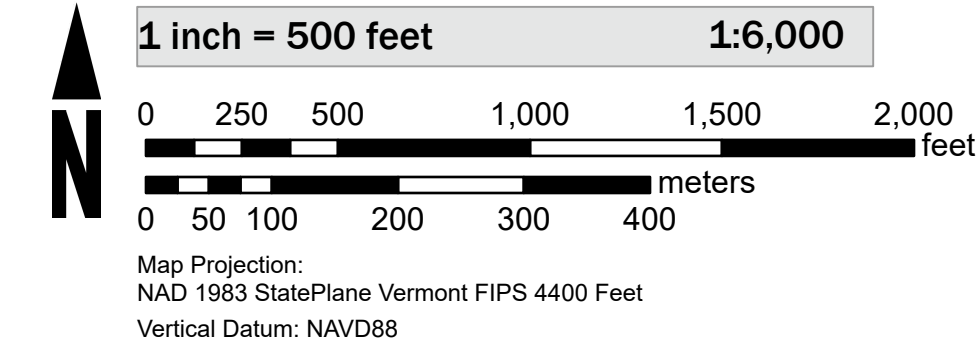 1 inch = 500 feet 1:6,000
0 250 500 1,000 1,500 2,000
feet
N
meters
0 50 100 200 300 400
Map Projection:
NAD 1983 StatePlane Vermont FIPS 4400 Feet
Vertical Datum: NAVD88